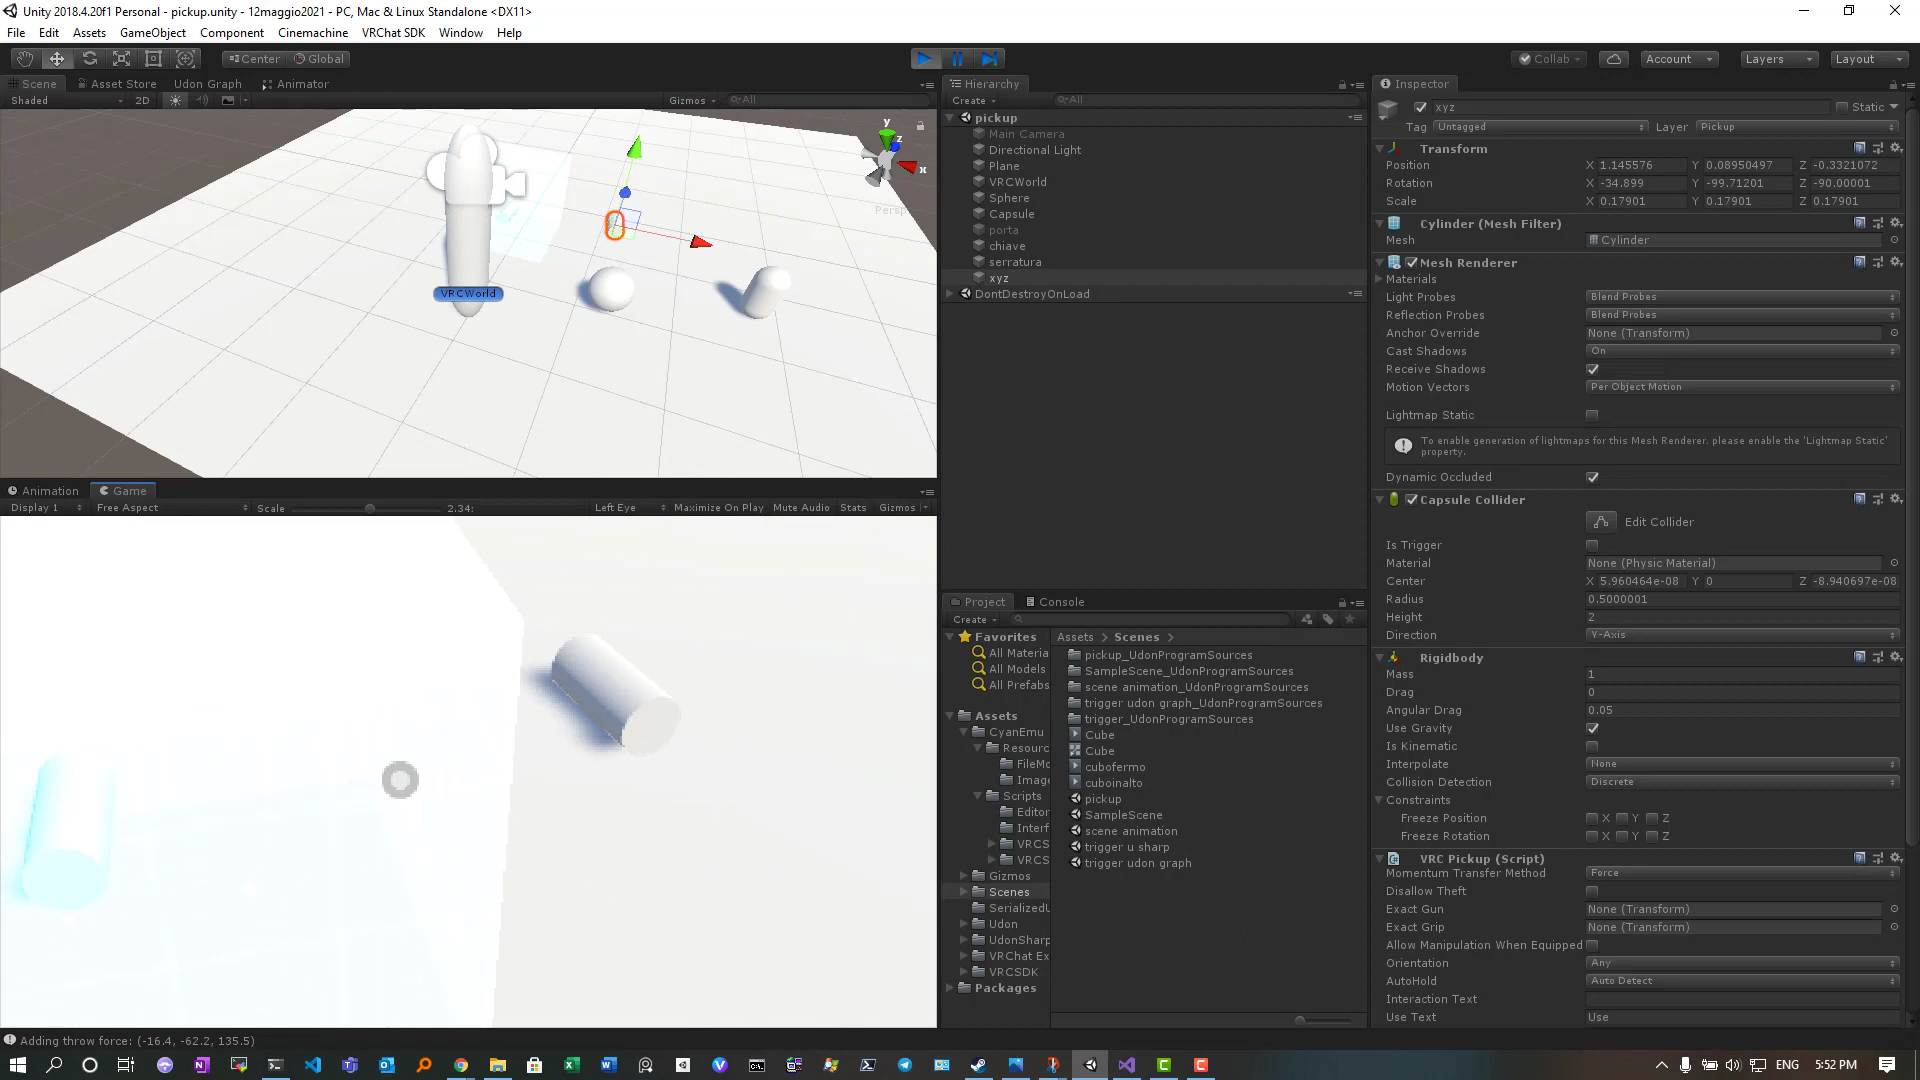 Unity 2018.4.20f1 Personal - pickup.unity - 12maggio2021 - PC, Mac & Linux Standalone <DX11>
File Edit Assets GameObject Component Cinemachine VRChat SDK Window Help
Center Global Collab Account Layers Layout
Scene Asset Store Udon Graph Animator
Shaded 2D Gizmos All
y
z
x
Persp
VRCWorld
Animation Game
Display 1 Free Aspect Scale 2.34: Left Eye Maximize On Play Mute Audio Stats Gizmos
Hierarchy
Create All
pickup
Main Camera
Directional Light
Plane
VRCWorld
Sphere
Capsule
porta
chiave
serratura
xyz
DontDestroyOnLoad
Project Console
Create
Favorites
All Materia
All Models
All Prefabs
Assets
CyanEmu
Resourc
FileMo
Image
Scripts
Editor
Interf
VRCS
VRCS
Gizmos
Scenes
SerializedU
Udon
UdonSharp
VRChat Ex
VRCSDK
Packages
Assets > Scenes >
pickup_UdonProgramSources
SampleScene_UdonProgramSources
scene animation_UdonProgramSources
trigger udon graph_UdonProgramSources
trigger_UdonProgramSources
Cube
Cube
cubofermo
cuboinalto
pickup
SampleScene
scene animation
trigger u sharp
trigger udon graph
Inspector
xyz Static
Tag Untagged Layer Pickup
Transform
Position X 1.145576 Y 0.08950497 Z -0.3321072
Rotation X -34.899 Y -99.71201 Z -90.00001
Scale X 0.17901 Y 0.17901 Z 0.17901
Cylinder (Mesh Filter)
Mesh Cylinder
Mesh Renderer
Materials
Light Probes Blend Probes
Reflection Probes Blend Probes
Anchor Override None (Transform)
Cast Shadows On
Receive Shadows
Motion Vectors Per Object Motion
Lightmap Static
To enable generation of lightmaps for this Mesh Renderer, please enable the 'Lightmap Static'
property.
Dynamic Occluded
Capsule Collider
Edit Collider
Is Trigger
Material None (Physic Material)
Center X 5.960464e-08 Y 0 Z -8.940697e-08
Radius 0.5000001
Height 2
Direction Y-Axis
Rigidbody
Mass 1
Drag 0
Angular Drag 0.05
Use Gravity
Is Kinematic
Interpolate None
Collision Detection Discrete
Constraints
Freeze Position X Y Z
Freeze Rotation X Y Z
VRC Pickup (Script)
Momentum Transfer Method Force
Disallow Theft
Exact Gun None (Transform)
Exact Grip None (Transform)
Allow Manipulation When Equipped
Orientation Any
AutoHold Auto Detect
Interaction Text
Use Text Use
Adding throw force: (-16.4, -62.2, 135.5)
ENG 5:52 PM